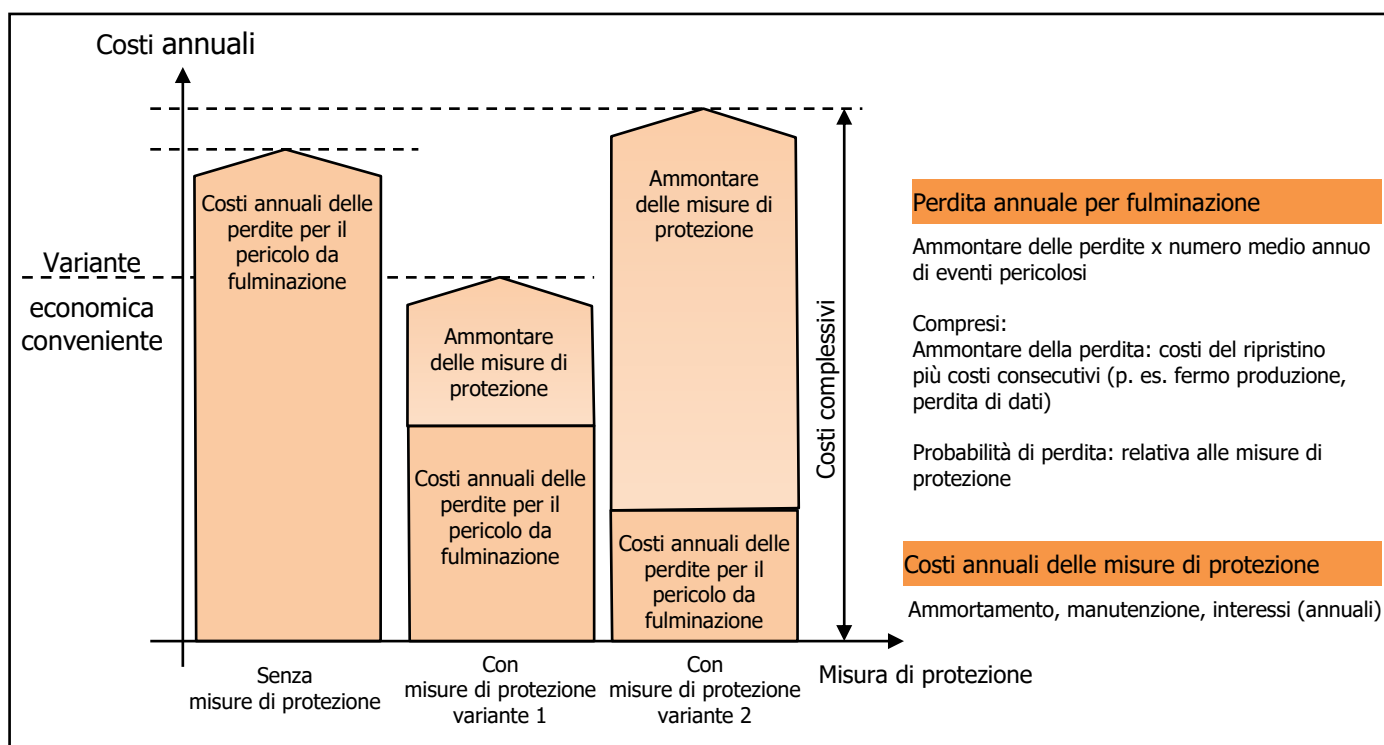 Costi annuali
Variante
economica
conveniente
Costi annuali delle
perdite per il
pericolo da
fulminazione
Ammontare
delle misure di
protezione
Costi annuali delle
perdite per il
pericolo da
fulminazione
Ammontare
delle misure di
protezione
Costi annuali delle
perdite per il
pericolo da
fulminazione
Costi complessivi
Senza
misure di protezione
Con
misure di protezione
variante 1
Con
misure di protezione
variante 2
Misura di protezione
Perdita annuale per fulminazione
Ammontare delle perdite x numero medio annuo
di eventi pericolosi
Compresi:
Ammontare della perdita: costi del ripristino
più costi consecutivi (p. es. fermo produzione,
perdita di dati)
Probabilità di perdita: relativa alle misure di
protezione
Costi annuali delle misure di protezione
Ammortamento, manutenzione, interessi (annuali)